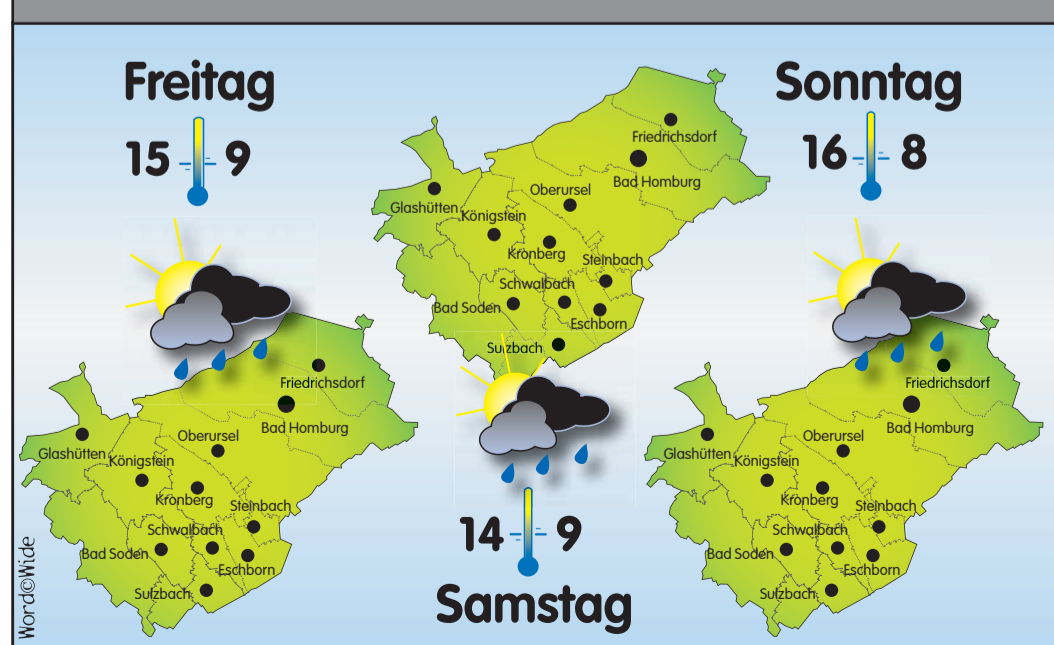 Freitag
15 9
Friedrichsdorf
Bad Homburg
Oberursel
Glashütten
Königstein
Kronberg
Steinbach
Schwalbach
Bad Soden
Eschborn
Sulzbach
Friedrichsdorf
Bad Homburg
Oberursel
Glashütten
Königstein
Kronberg
Steinbach
Schwalbach
Bad Soden
Eschborn
Sulzbach
14 9
Samstag
Sonntag
16 8
Friedrichsdorf
Bad Homburg
Oberursel
Glashütten
Königstein
Kronberg
Steinbach
Schwalbach
Bad Soden
Eschborn
Sulzbach
Word©Wide